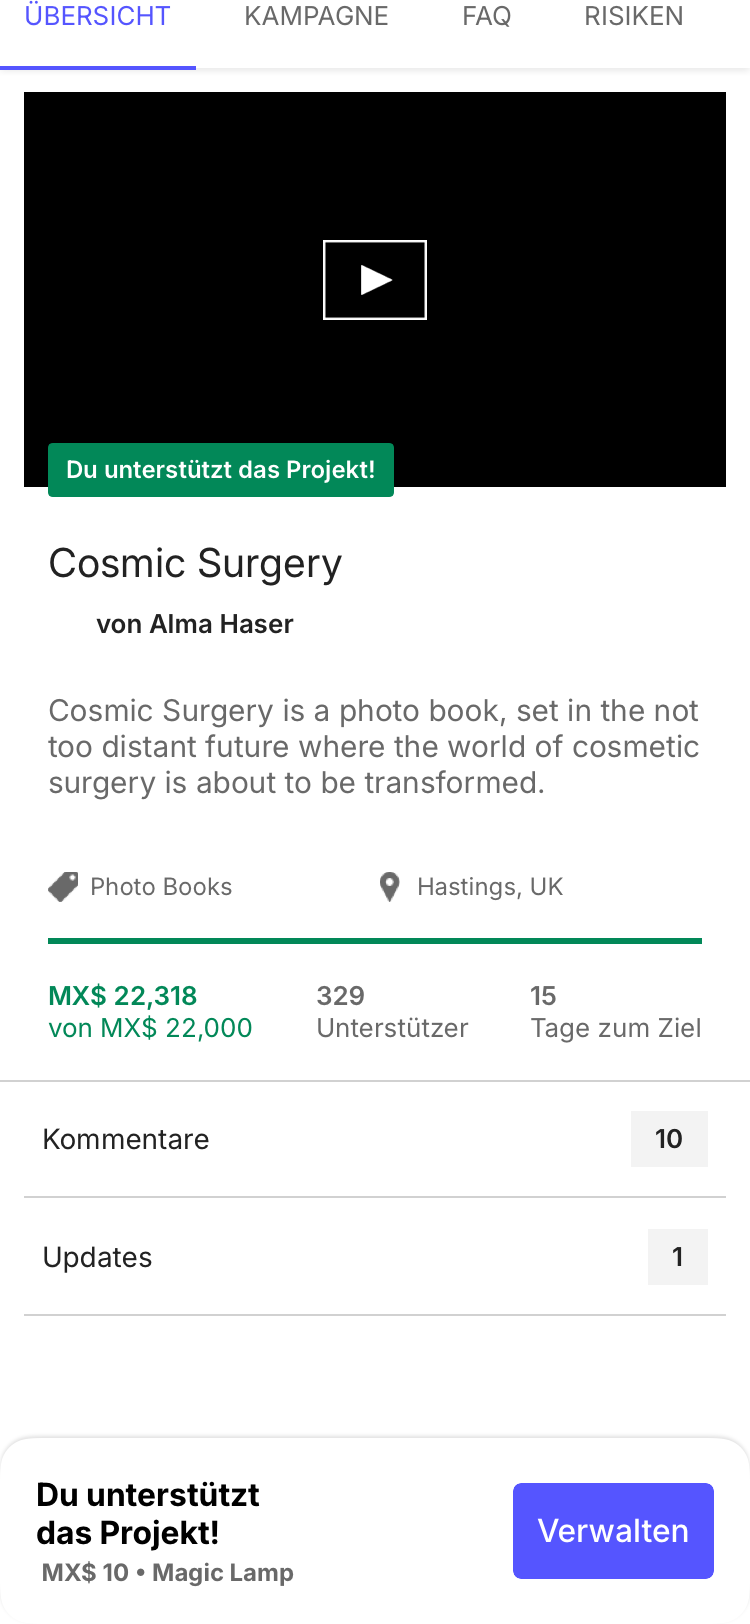 ÜBERSICHT KAMPAGNE FAQ RISIKEN
Du unterstützt das Projekt!
Cosmic Surgery
von Alma Haser
Cosmic Surgery is a photo book, set in the not
too distant future where the world of cosmetic
surgery is about to be transformed.
Photo Books Hastings, UK
MX$ 22,318 329 15
von MX$ 22,000 Unterstützer Tage zum Ziel
Kommentare 10
Updates 1
Du unterstützt
das Projekt!
MX$ 10 • Magic Lamp
Verwalten